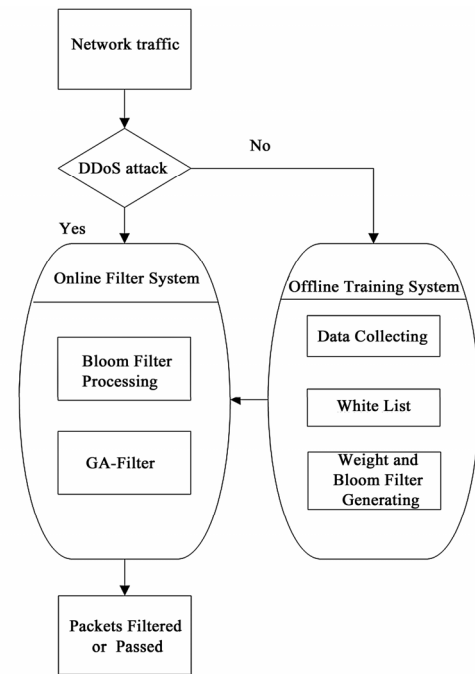 Network traffic
DDoS attack
No
Yes
Online Filter System
Bloom Filter
Processing
GA-Filter
Offline Training System
Data Collecting
White List
Weight and
Bloom Filter
Generating
Packets Filtered
or Passed